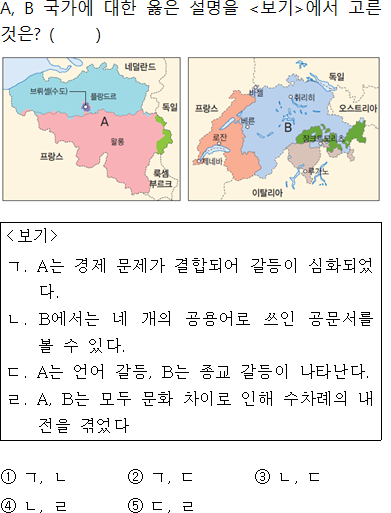 A, B 국가에 대한 옳은 설명을 <보기>에서 고른
것은? (      )
네덜란드
브뤼셀(수도)
플랑드르
독일
A
왈롱
프랑스
룩셈
부르크
독일
바젤
취리히
오스트리아
프랑스
베른
B
로잔
장크트모리츠
제네바
루가노
이탈리아
<보기>
ㄱ. A는 경제 문제가 결합되어 갈등이 심화되었
다.
ㄴ. B에서는 네 개의 공용어로 쓰인 공문서를
볼 수 있다.
ㄷ. A는 언어 갈등, B는 종교 갈등이 나타난다.
ㄹ. A, B는 모두 문화 차이로 인해 수차례의 내
전을 겪었다
① ㄱ, ㄴ ② ㄱ, ㄷ ③ ㄴ, ㄷ
④ ㄴ, ㄹ ⑤ ㄷ, ㄹ